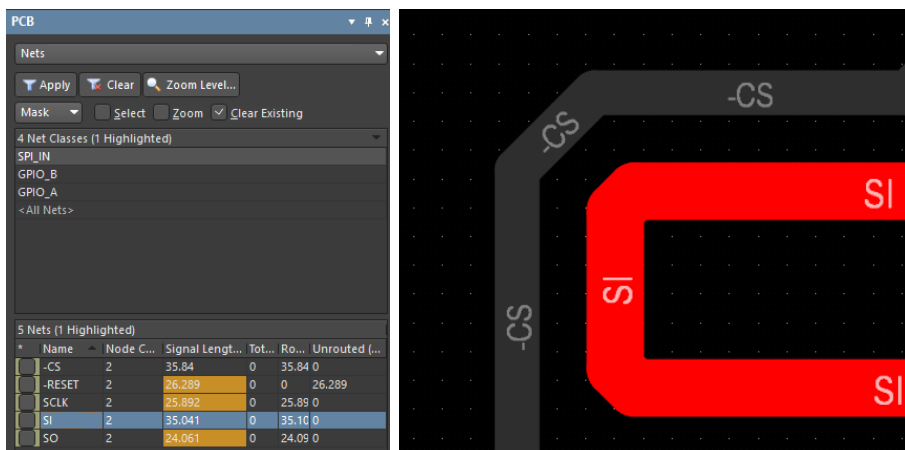 PCB
Nets
Apply Clear Zoom Level...
Mask Select Zoom Clear Existing
4 Net Classes (1 Highlighted)
SPI_IN
GPIO_B
GPIO_A
<All Nets>
5 Nets (1 Highlighted)
* Name Node C... Signal Lengt... Tot... Ro... Unrouted (...
-CS 2 35.84 0 35.84 0
-RESET 2 26.289 0 0 26.289
SCLK 2 25.892 0 25.89 0
SI 2 35.041 0 35.10 0
SO 2 24.061 0 24.09 0
-CS
-CS
SI
SI
-CS
SI